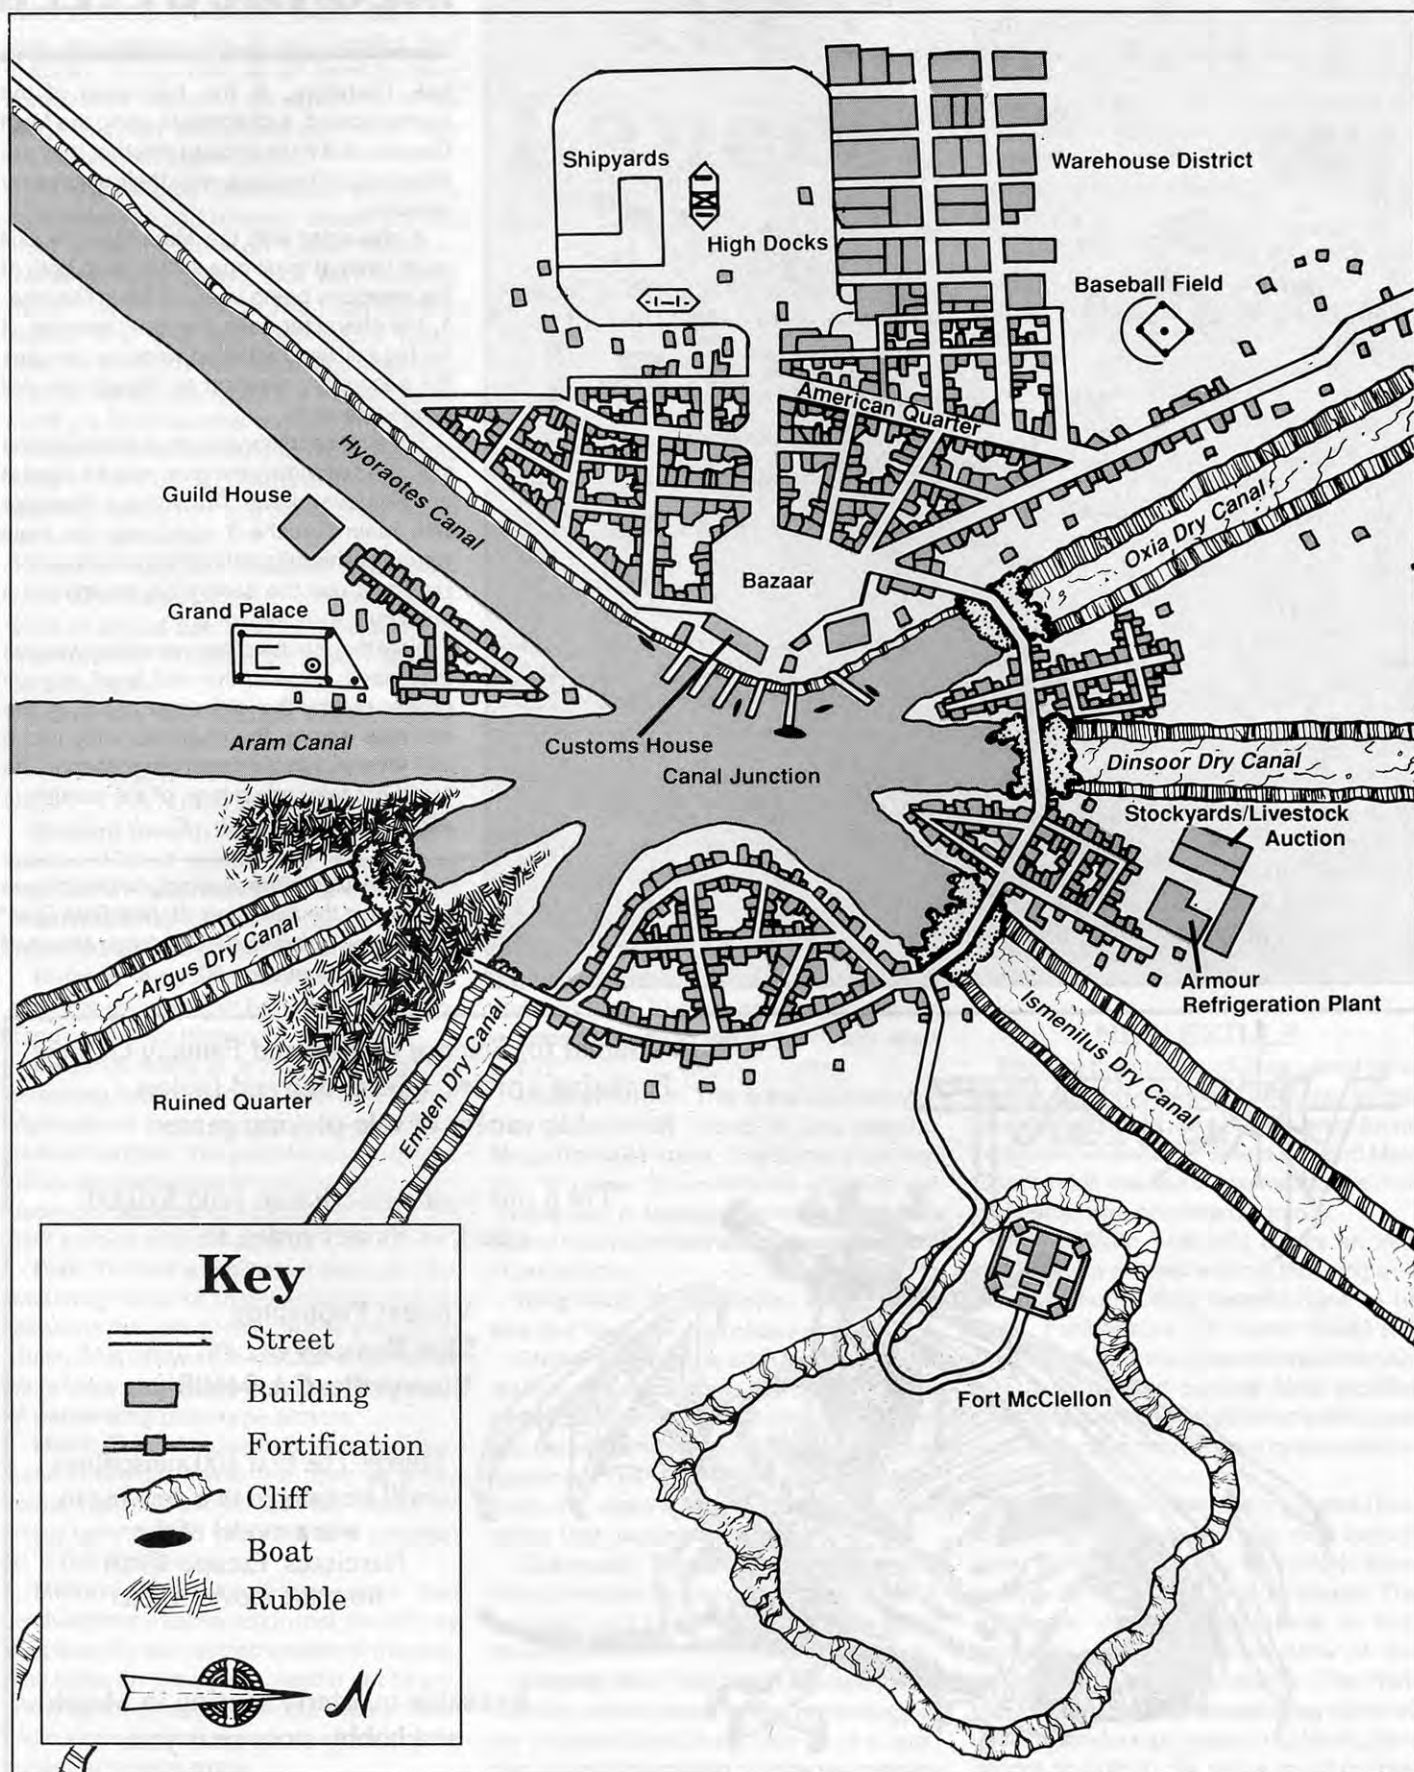 Shipyards
Warehouse District
High Docks
Baseball Field
American Quarter
Hyoraotes Canal
Guild House
Oxia Dry Canal
Bazaar
Grand Palace
Aram Canal
Customs House
Canal Junction
Dinsoor Dry Canal
Stockyards/Livestock
Auction
Argus Dry Canal
Armour
Refrigeration Plant
Ismenilus Dry Canal
Emden Dry Canal
Ruined Quarter
Fort McClellon
Key
Street
Building
Fortification
Cliff
Boat
Rubble
N